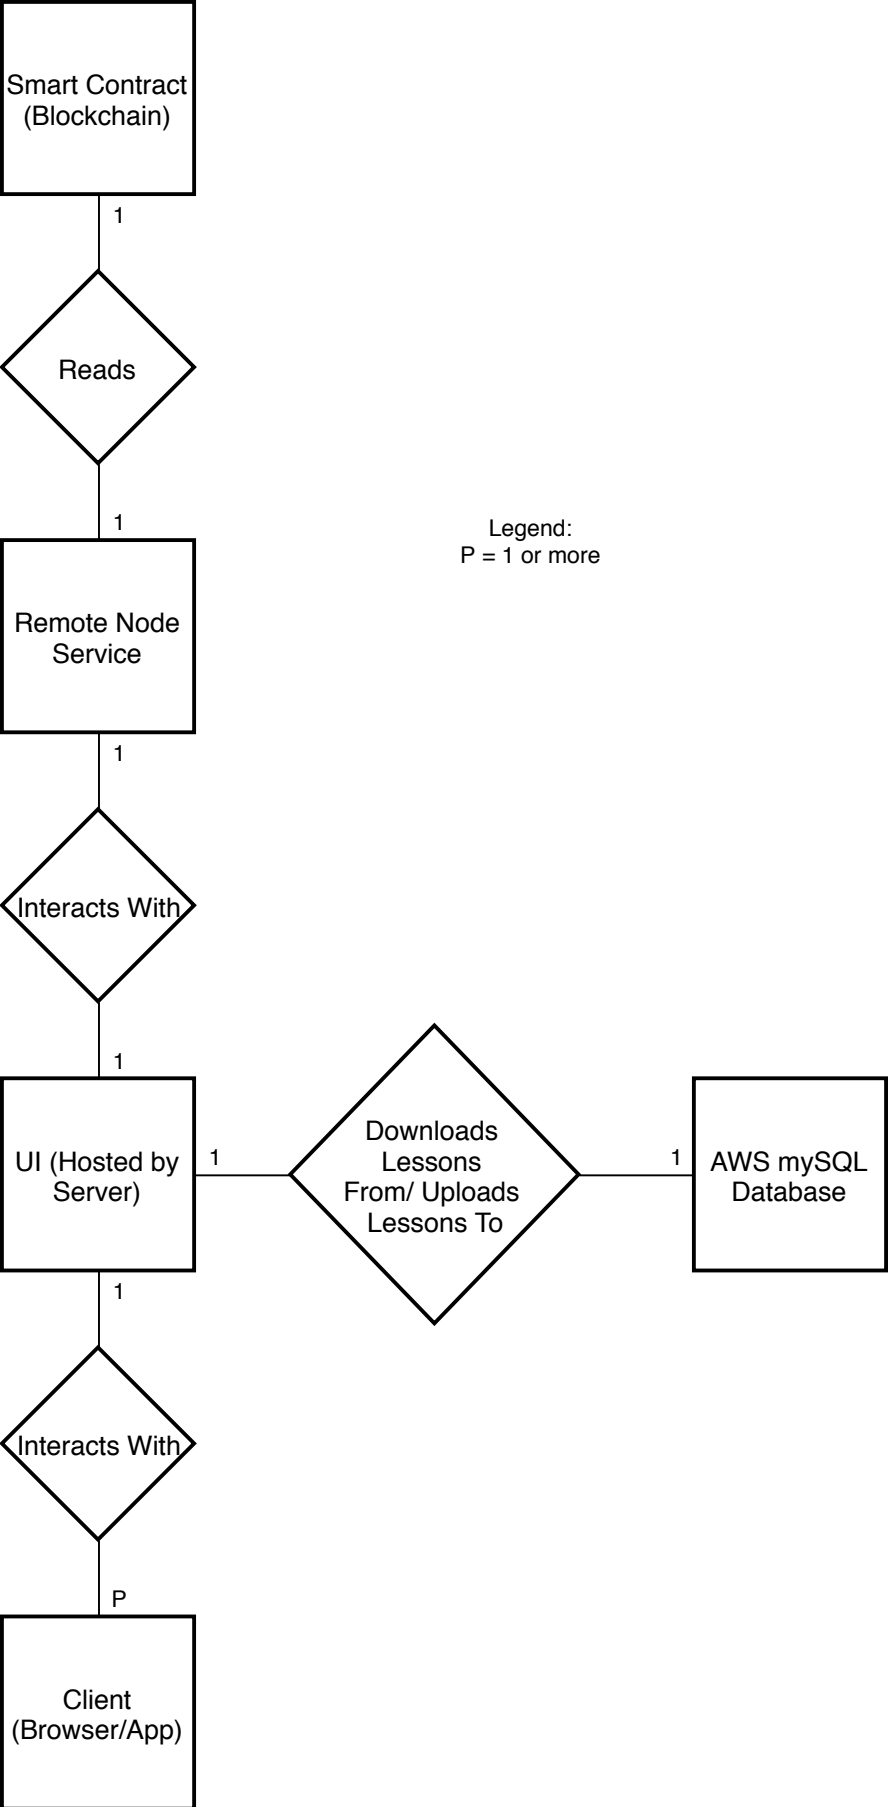 Smart Contract
(Blockchain)
1
Reads
1
Legend:
P = 1 or more
Remote Node
Service
1
Interacts With
1
UI (Hosted by
Server)
1
Downloads
Lessons
From/ Uploads
Lessons To
1
AWS mySQL
Database
1
Interacts With
P
Client
(Browser/App)